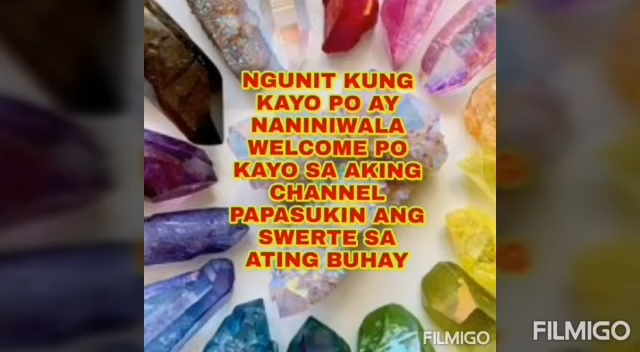 NGUNIT KUNG
KAYO PO AY
NANINIWALA
WELCOME PO
KAYO SA AKING
CHANNEL
PAPASUKIN ANG
SWERTE SA
ATING BUHAY
FILMIGO
FILMIGO